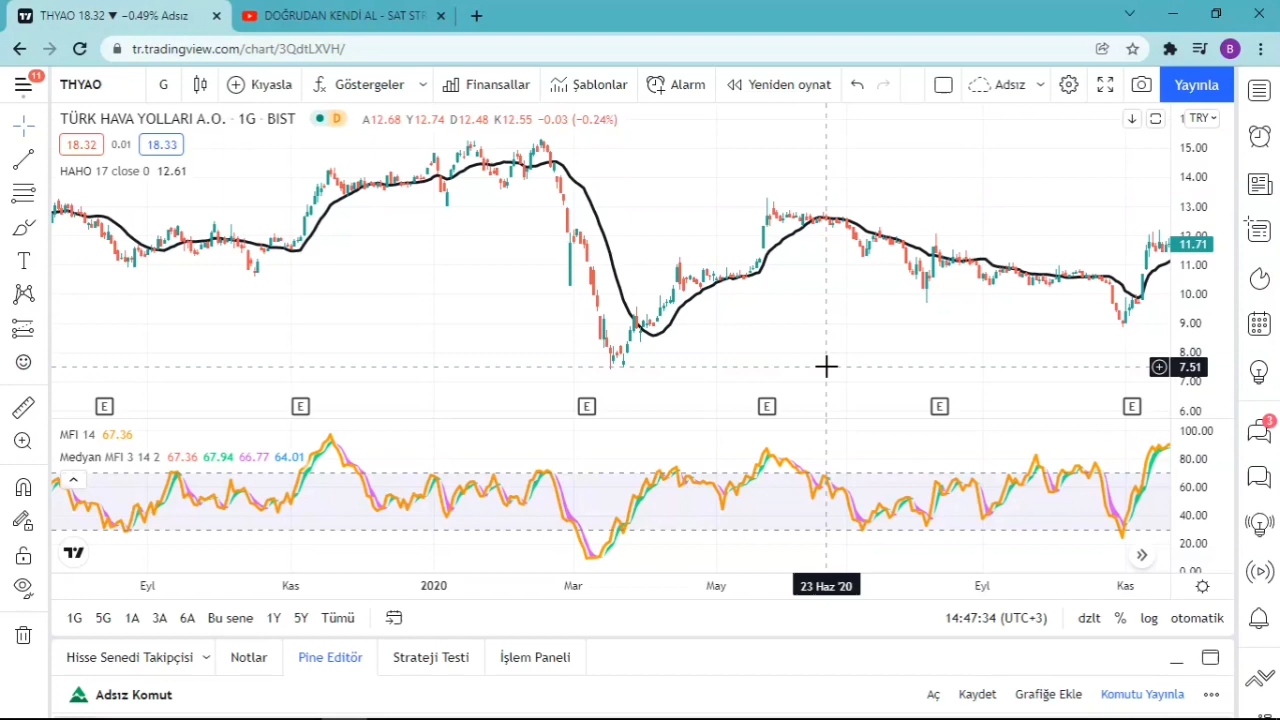 THYAO 18.32 ▼ −0.49% Adsız
DOĞRUDAN KENDİ AL - SAT STR
tr.tradingview.com/chart/3QdtLXVH/
B
11
THYAO
G
Kıyasla
Göstergeler
Finansallar
Şablonlar
Alarm
Yeniden oynat
Adsız
Yayınla
TÜRK HAVA YOLLARI A.O. · 1G · BIST
D
A12.68 Y12.74 D12.48 K12.55 −0.03 (−0.24%)
TRY
18.32
0.01
18.33
HAHO 17 close 0 12.61
15.00
14.00
13.00
12.00
11.71
11.00
10.00
9.00
8.00
7.51
7.00
6.00
E
E
E
E
E
E
MFI 14 67.36
Medyan MFI 3 14 2 67.36 67.94 66.77 64.01
100.00
80.00
60.00
40.00
20.00
0.00
3
Eyl
Kas
2020
Mar
May
23 Haz '20
Eyl
Kas
1G
5G
1A
3A
6A
Bu sene
1Y
5Y
Tümü
14:47:34 (UTC+3)
dzlt
%
log
otomatik
Hisse Senedi Takipçisi
Notlar
Pine Editör
Strateji Testi
İşlem Paneli
Adsız Komut
Aç
Kaydet
Grafiğe Ekle
Komutu Yayınla